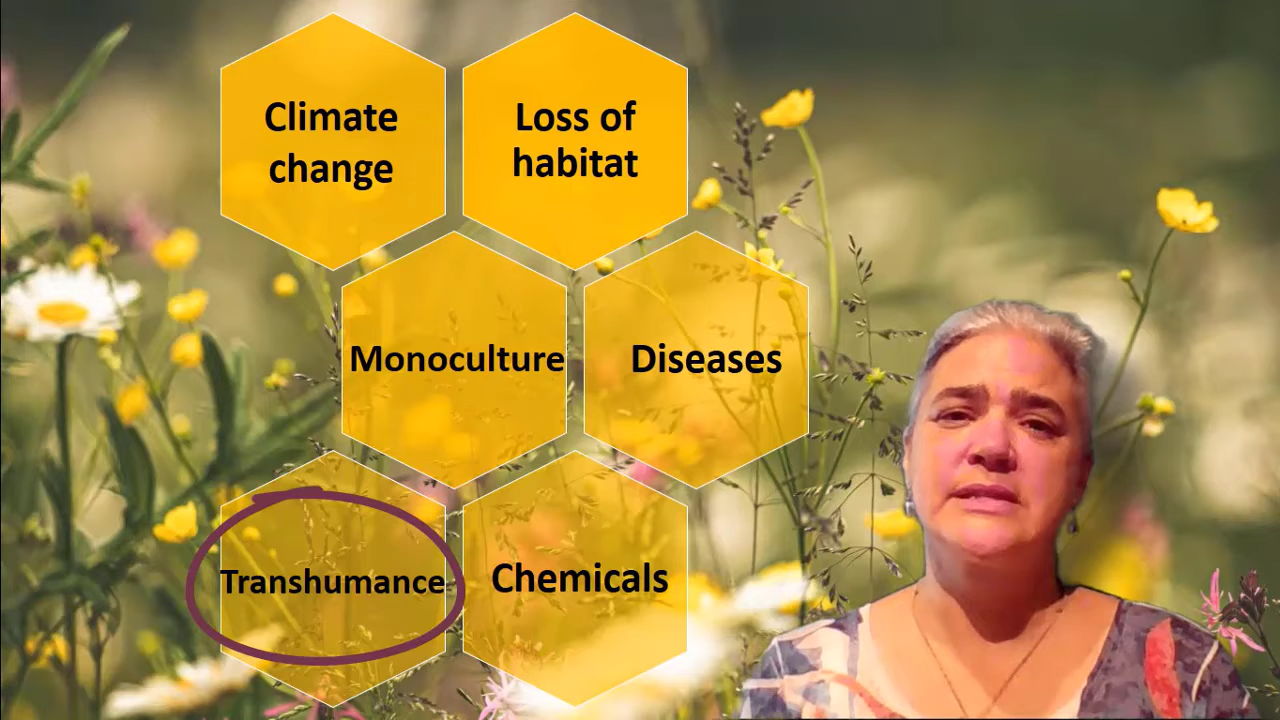 Climate
change
Loss of
habitat
Monoculture
Diseases
Transhumance
Chemicals